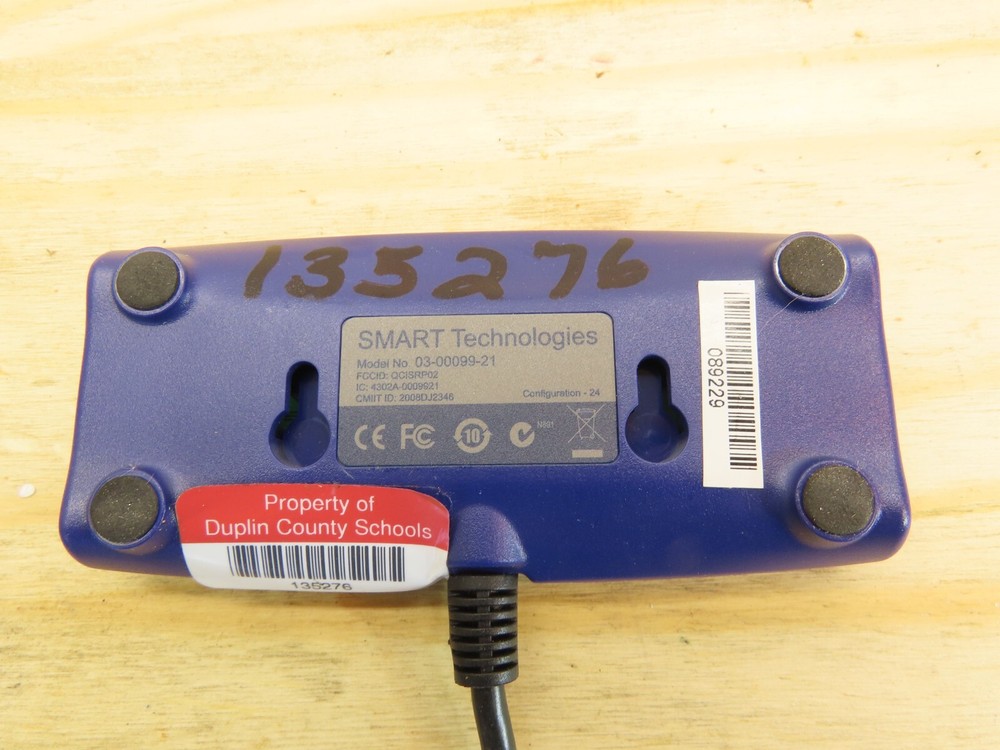 135276
SMART Technologies
Model No. 03-00099-21
FCCID: QCISRP02
IC: 4302A-0009921
CMIIT ID: 2008DJ2346
Configuration - 24
CE FC 10 N891
089229
Property of
Duplin County Schools
135276